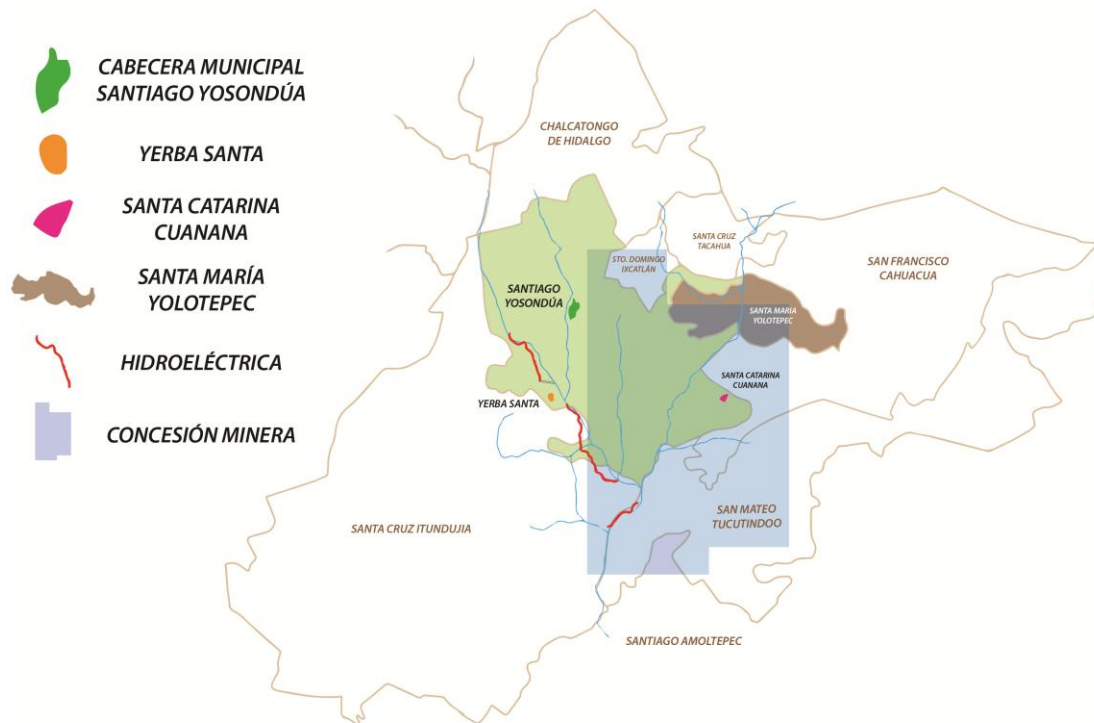 CABECERA MUNICIPAL
SANTIAGO YOSONDÚA
YERBA SANTA
SANTA CATARINA
CUANANA
SANTA MARÍA
YOLOTEPEC
HIDROELÉCTRICA
CONCESIÓN MINERA
CHALCATONGO
DE HIDALGO
SANTA CRUZ
TACAHUA
STO. DOMINGO
IXCATLÁN
SAN FRANCISCO
CAHUACUA
SANTIAGO
YOSONDÚA
SANTA MARIA
YOLOTEPEC
SANTA CATARINA
CUANANA
YERBA SANTA
SAN MATEO
TUCUTINDOO
SANTA CRUZ ITUNDUJIA
SANTIAGO AMOLTEPEC